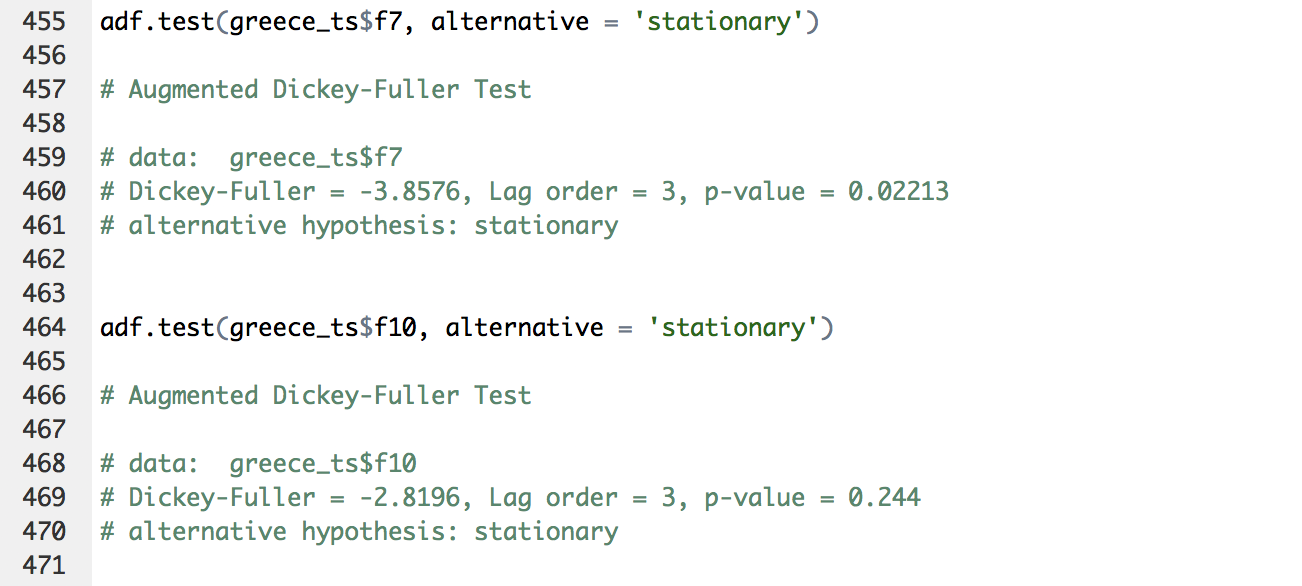 455 adf.test(greece_ts$f7, alternative = 'stationary')
456
457 # Augmented Dickey-Fuller Test
458
459 # data:  greece_ts$f7
460 # Dickey-Fuller = -3.8576, Lag order = 3, p-value = 0.02213
461 # alternative hypothesis: stationary
462
463
464 adf.test(greece_ts$f10, alternative = 'stationary')
465
466 # Augmented Dickey-Fuller Test
467
468 # data:  greece_ts$f10
469 # Dickey-Fuller = -2.8196, Lag order = 3, p-value = 0.244
470 # alternative hypothesis: stationary
471